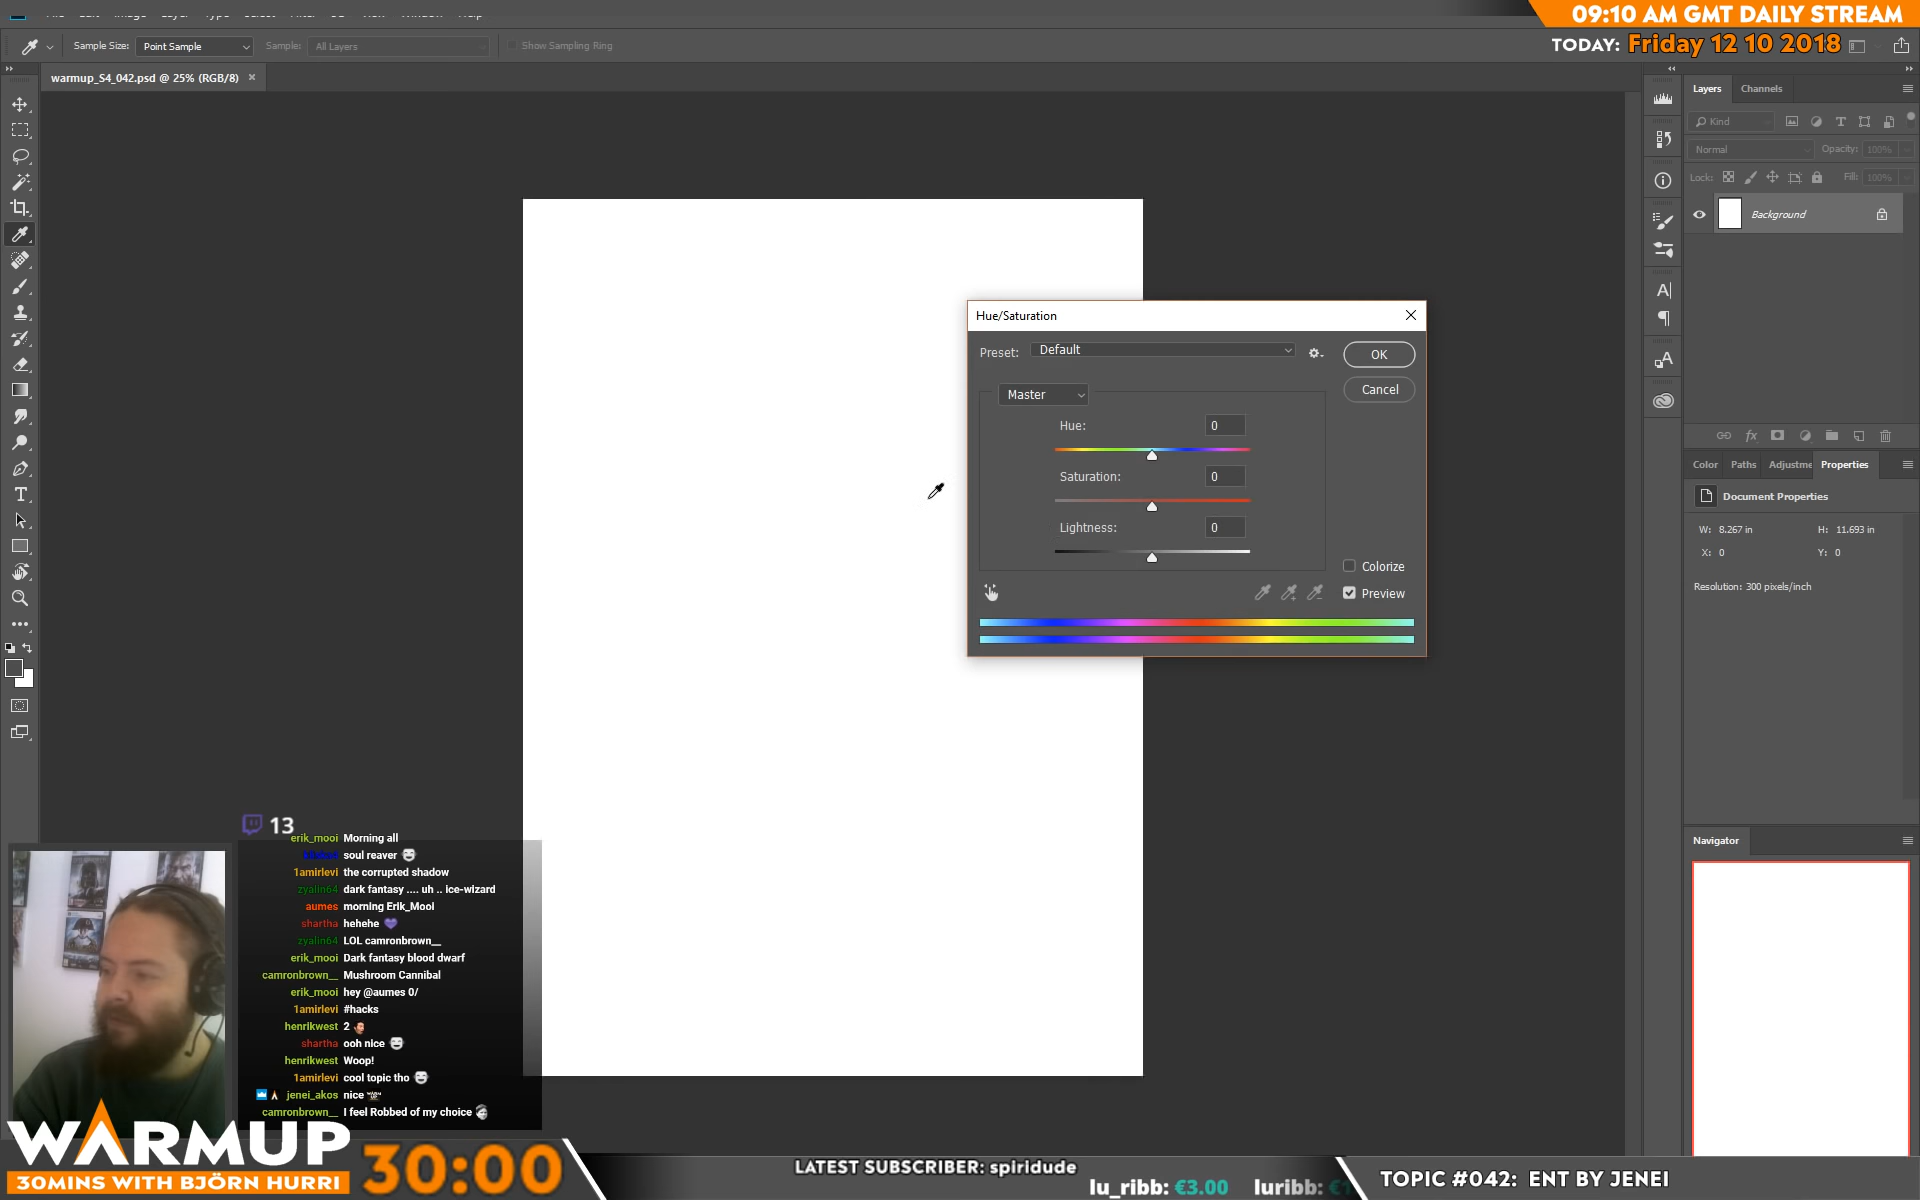 09:10 AM GMT DAILY STREAM
TODAY: Friday 12 10 2018
Sample Size: Point Sample
Sample: All Layers
Show Sampling Ring
warmup_S4_042.psd @ 25% (RGB/8)
Layers Channels
Kind
Normal Opacity: 100%
Lock: Fill: 100%
Background
Hue/Saturation
Preset: Default
OK
Cancel
Master
Hue: 0
Saturation: 0
Lightness: 0
Colorize
Preview
Color Paths Adjustme Properties
Document Properties
W: 8.267 in H: 11.693 in
X: 0 Y: 0
Resolution: 300 pixels/inch
Navigator
13
erik_mooi Morning all
soul reaver
1amirlevi the corrupted shadow
zyalin64 dark fantasy .... uh .. ice-wizard
aumes morning Erik_Mooi
shartha hehehe
zyalin64 LOL camronbrown__
erik_mooi Dark fantasy blood dwarf
camronbrown__ Mushroom Cannibal
erik_mooi hey @aumes 0/
1amirlevi #hacks
henrikwest 2
shartha ooh nice
henrikwest Woop!
1amirlevi cool topic tho
jenei_akos nice
camronbrown__ I feel Robbed of my choice
WARMUP
30MINS WITH BJÖRN HURRI
30:00
LATEST SUBSCRIBER: spiridude
lu_ribb: €3.00 luribb:
TOPIC #042: ENT BY JENEI